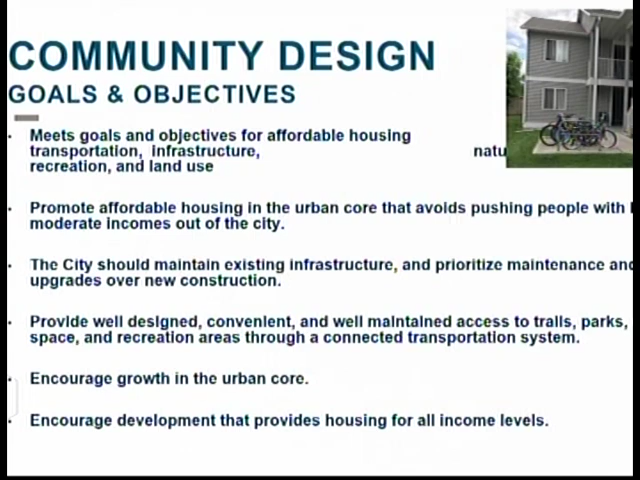 COMMUNITY DESIGN
GOALS & OBJECTIVES
• Meets goals and objectives for affordable housing
transportation, infrastructure, natu
recreation, and land use
• Promote affordable housing in the urban core that avoids pushing people with
moderate incomes out of the city.
• The City should maintain existing infrastructure, and prioritize maintenance and
upgrades over new construction.
• Provide well designed, convenient, and well maintained access to trails, parks,
space, and recreation areas through a connected transportation system.
• Encourage growth in the urban core.
• Encourage development that provides housing for all income levels.